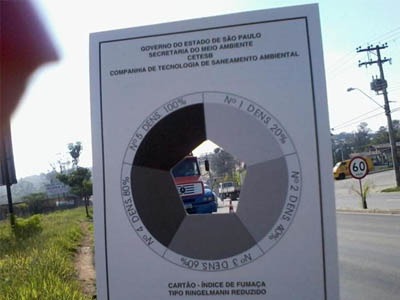 GOVERNO DO ESTADO DE SÃO PAULO
SECRETARIA DO MEIO AMBIENTE
CETESB
COMPANHIA DE TECNOLOGIA DE SANEAMENTO AMBIENTAL
Nº 1 DENS 20%
Nº 2 DENS 40%
Nº 3 DENS 60%
Nº 4 DENS 80%
Nº 5 DENS. 100%
60
CARTÃO - ÍNDICE DE FUMAÇA
TIPO RINGELMANN REDUZIDO